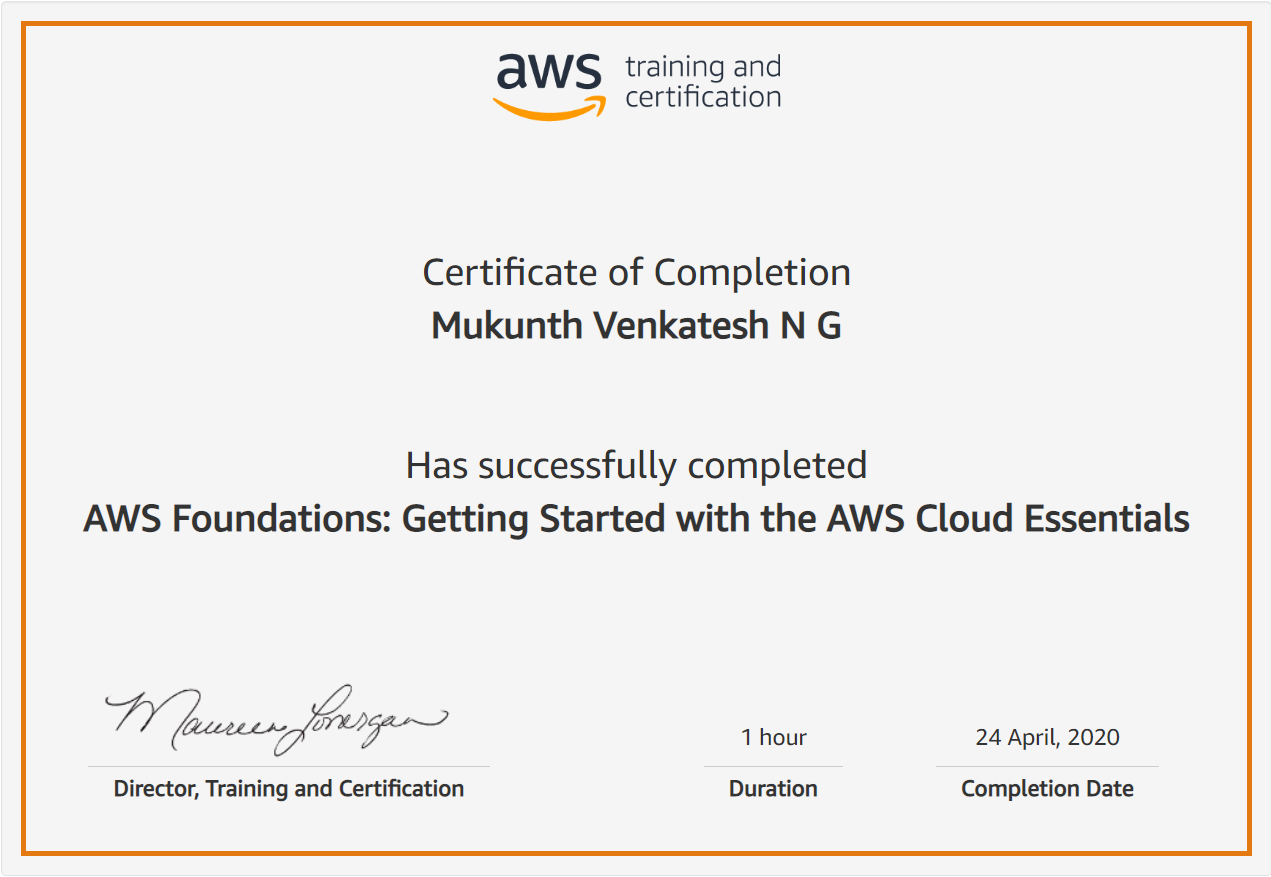 aws training and
certification
Certificate of Completion
Mukunth Venkatesh N G
Has successfully completed
AWS Foundations: Getting Started with the AWS Cloud Essentials
Maureen Lonergan
1 hour
24 April, 2020
Director, Training and Certification
Duration
Completion Date